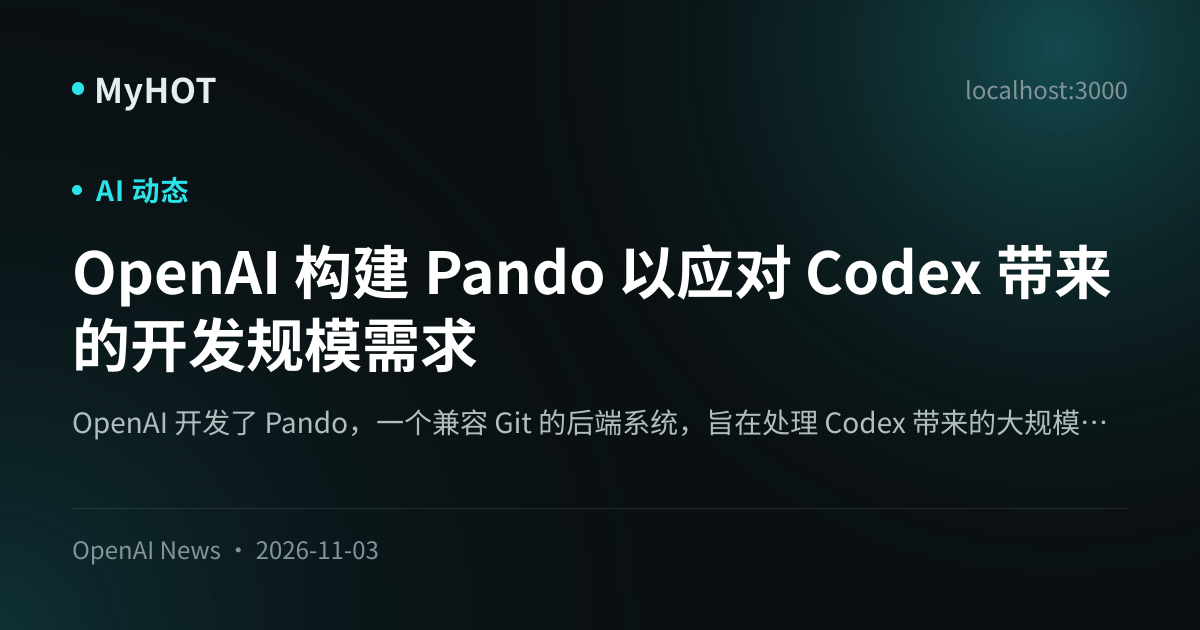 MyHOT
localhost:3000
AI 动态
OpenAI 构建 Pando 以应对 Codex 带来
的开发规模需求
OpenAI 开发了 Pando，一个兼容 Git 的后端系统，旨在处理 Codex 带来的大规模…
OpenAI News · 2026-11-03